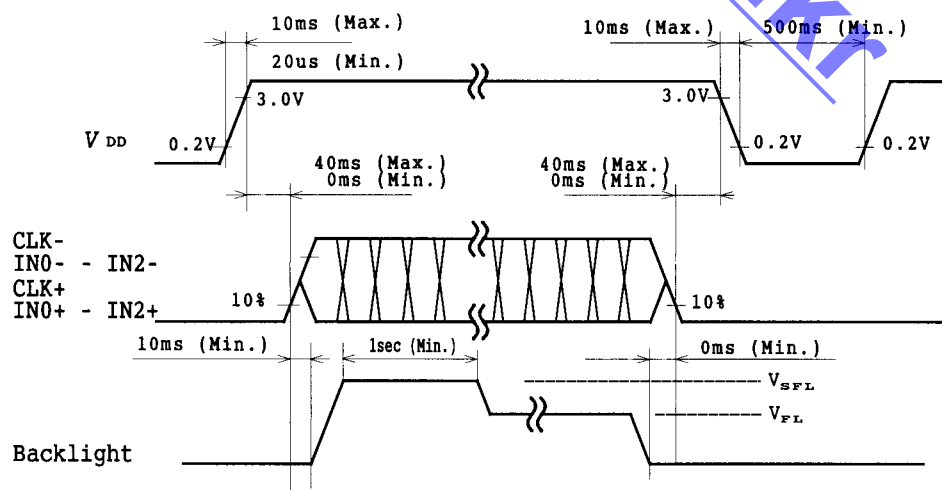 10ms (Max.)
10ms (Max.)
500ms (Min.)
20us (Min.)
3.0V
3.0V
VDD
0.2V
0.2V
0.2V
40ms (Max.)
0ms (Min.)
40ms (Max.)
0ms (Min.)
CLK-
IN0- - IN2-
CLK+
IN0+ - IN2+
10%
10%
10ms (Min.)
1sec (Min.)
0ms (Min.)
VSFL
VFL
Backlight